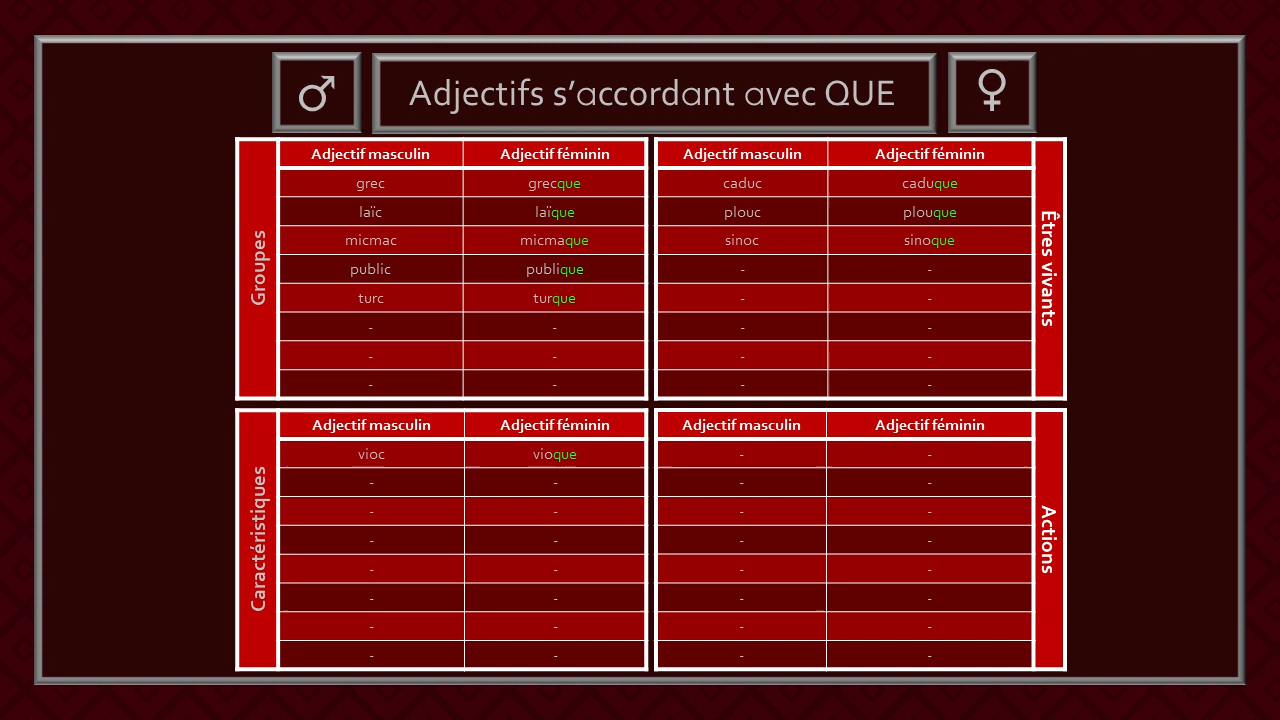 ♂ Adjectifs s’accordant avec QUE ♀
Groupes
Adjectif masculin Adjectif féminin
grec grecque
laïc laïque
micmac micmaque
public publique
turc turque
- -
- -
- -
Adjectif masculin Adjectif féminin
caduc caduque
plouc plouque
sinoc sinoque
- -
- -
- -
- -
- -
Êtres vivants
Caractéristiques
Adjectif masculin Adjectif féminin
vioc vioque
- -
- -
- -
- -
- -
- -
- -
Adjectif masculin Adjectif féminin
- -
- -
- -
- -
- -
- -
- -
- -
Actions